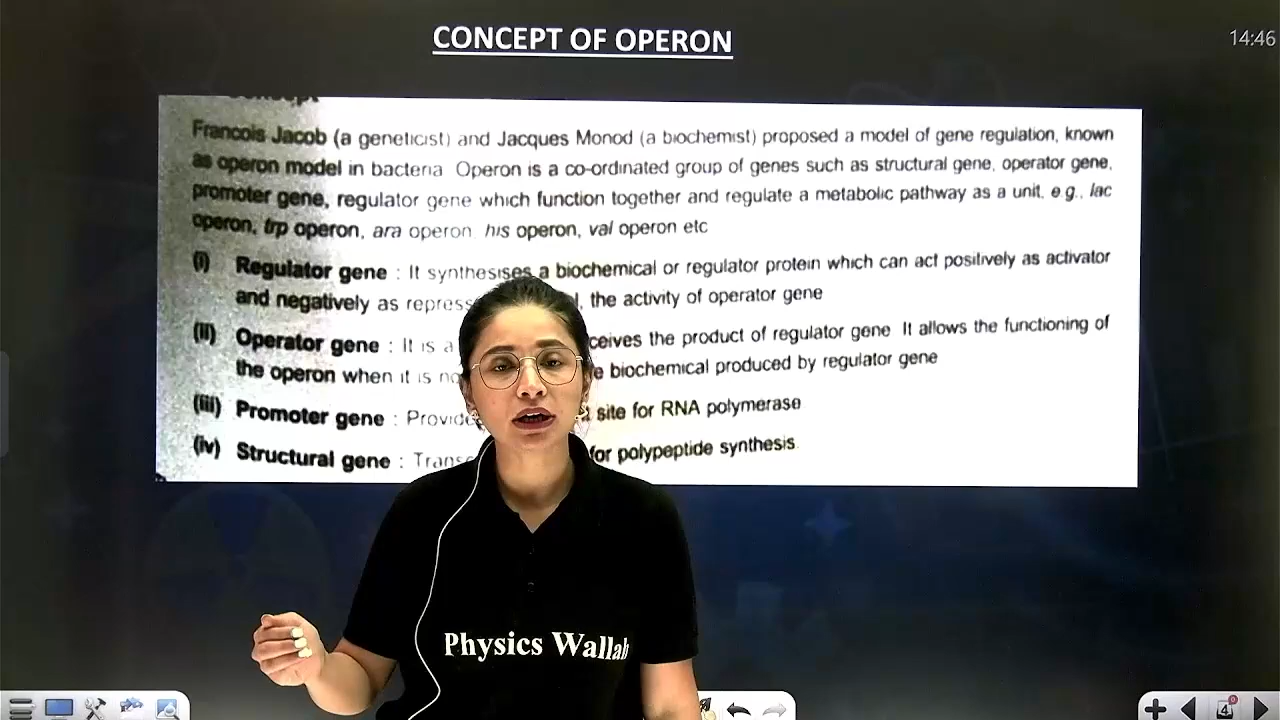 CONCEPT OF OPERON
14:46
Francois Jacob (a geneticist) and Jacques Monod (a biochemist) proposed a model of gene regulation, known
as operon model in bacteria Operon is a co-ordinated group of genes such as structural gene, operator gene,
promoter gene, regulator gene which function together and regulate a metabolic pathway as a unit, e.g., lac
operon, trp operon, ara operon his operon, val operon etc
(i) Regulator gene : It synthesises a biochemical or regulator protein which can act positively as activator
and negatively as repress the activity of operator gene
(ii) Operator gene : It is a ceives the product of regulator gene It allows the functioning of
the operon when it is no e biochemical produced by regulator gene
(iii) Promoter gene : Provide site for RNA polymerase
(iv) Structural gene : Trans for polypeptide synthesis.
Physics Wallah
4